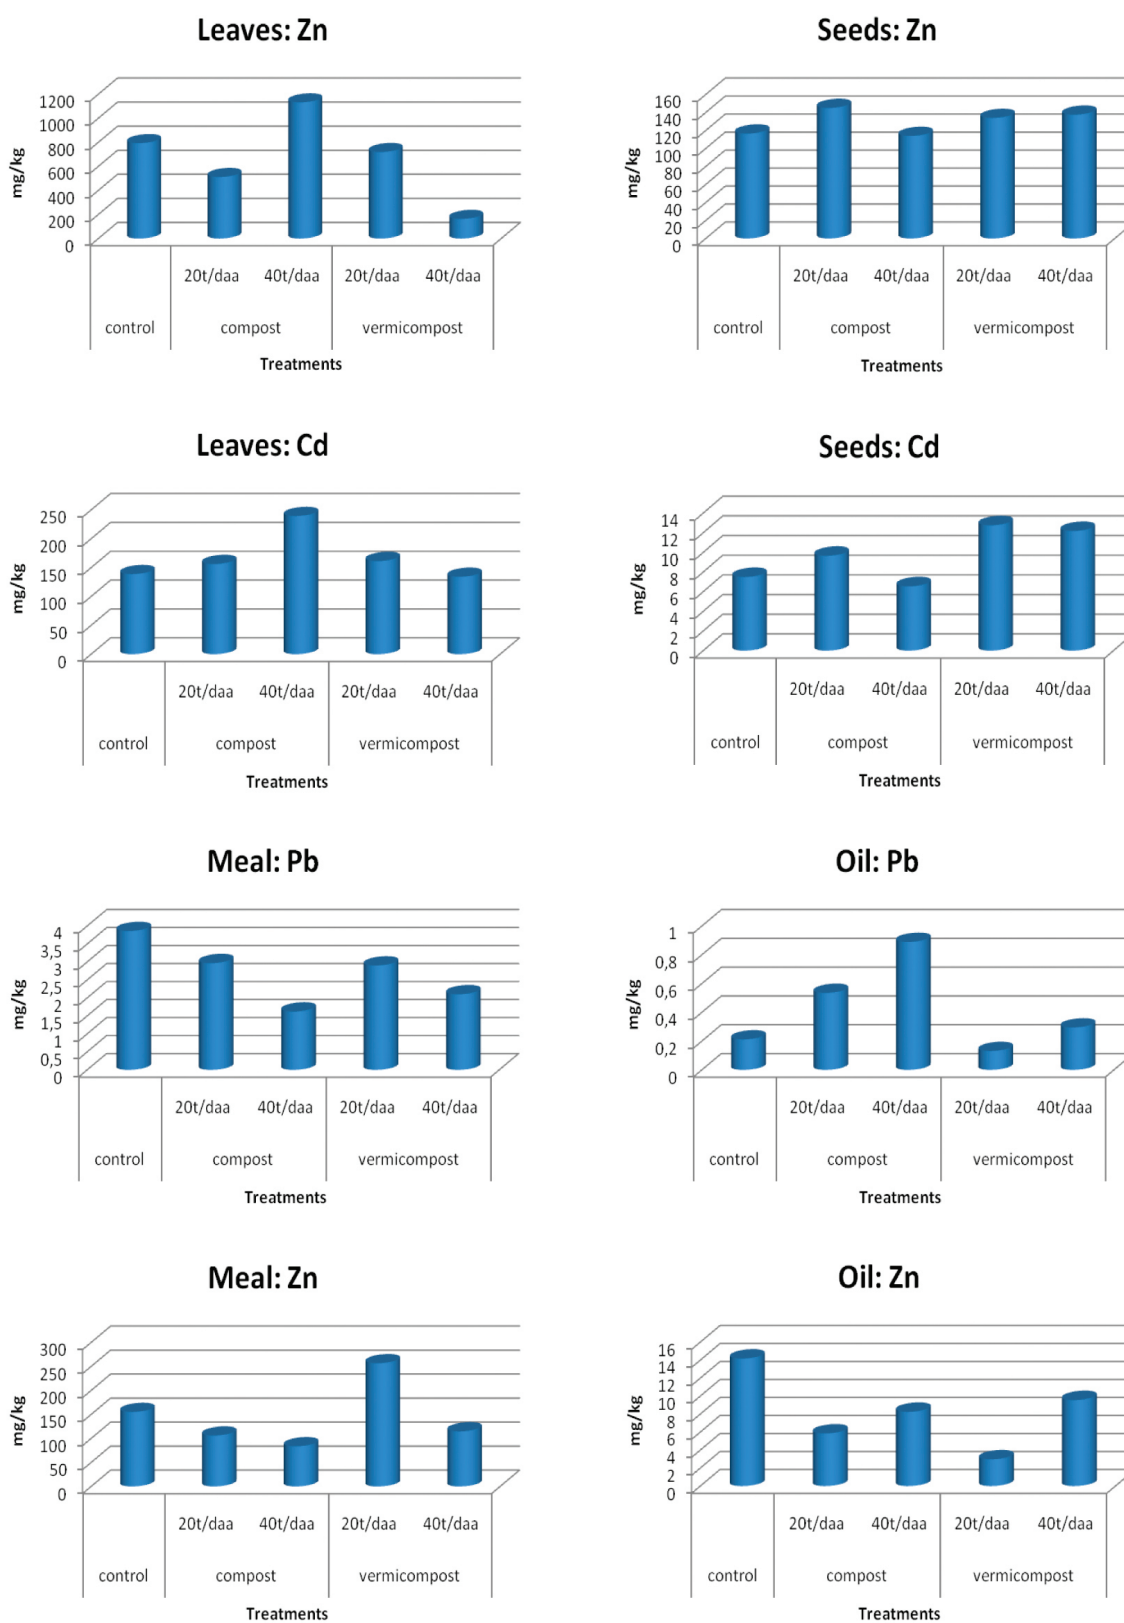 Leaves: Zn
mg/kg
1200
1000
800
600
400
200
0
20t/daa 40t/daa 20t/daa 40t/daa
control compost vermicompost
Treatments
Seeds: Zn
mg/kg
160
140
120
100
80
60
40
20
0
20t/daa 40t/daa 20t/daa 40t/daa
control compost vermicompost
Treatments
Leaves: Cd
mg/kg
250
200
150
100
50
0
20t/daa 40t/daa 20t/daa 40t/daa
control compost vermicompost
Treatments
Seeds: Cd
mg/kg
14
12
10
8
6
4
2
0
20t/daa 40t/daa 20t/daa 40t/daa
control compost vermicompost
Treatments
Meal: Pb
mg/kg
4
3,5
3
2,5
2
1,5
1
0,5
0
20t/daa 40t/daa 20t/daa 40t/daa
control compost vermicompost
Treatments
Oil: Pb
mg/kg
1
0,8
0,6
0,4
0,2
0
20t/daa 40t/daa 20t/daa 40t/daa
control compost vermicompost
Treatments
Meal: Zn
mg/kg
300
250
200
150
100
50
0
20t/daa 40t/daa 20t/daa 40t/daa
control compost vermicompost
Treatments
Oil: Zn
mg/kg
16
14
12
10
8
6
4
2
0
20t/daa 40t/daa 20t/daa 40t/daa
control compost vermicompost
Treatments